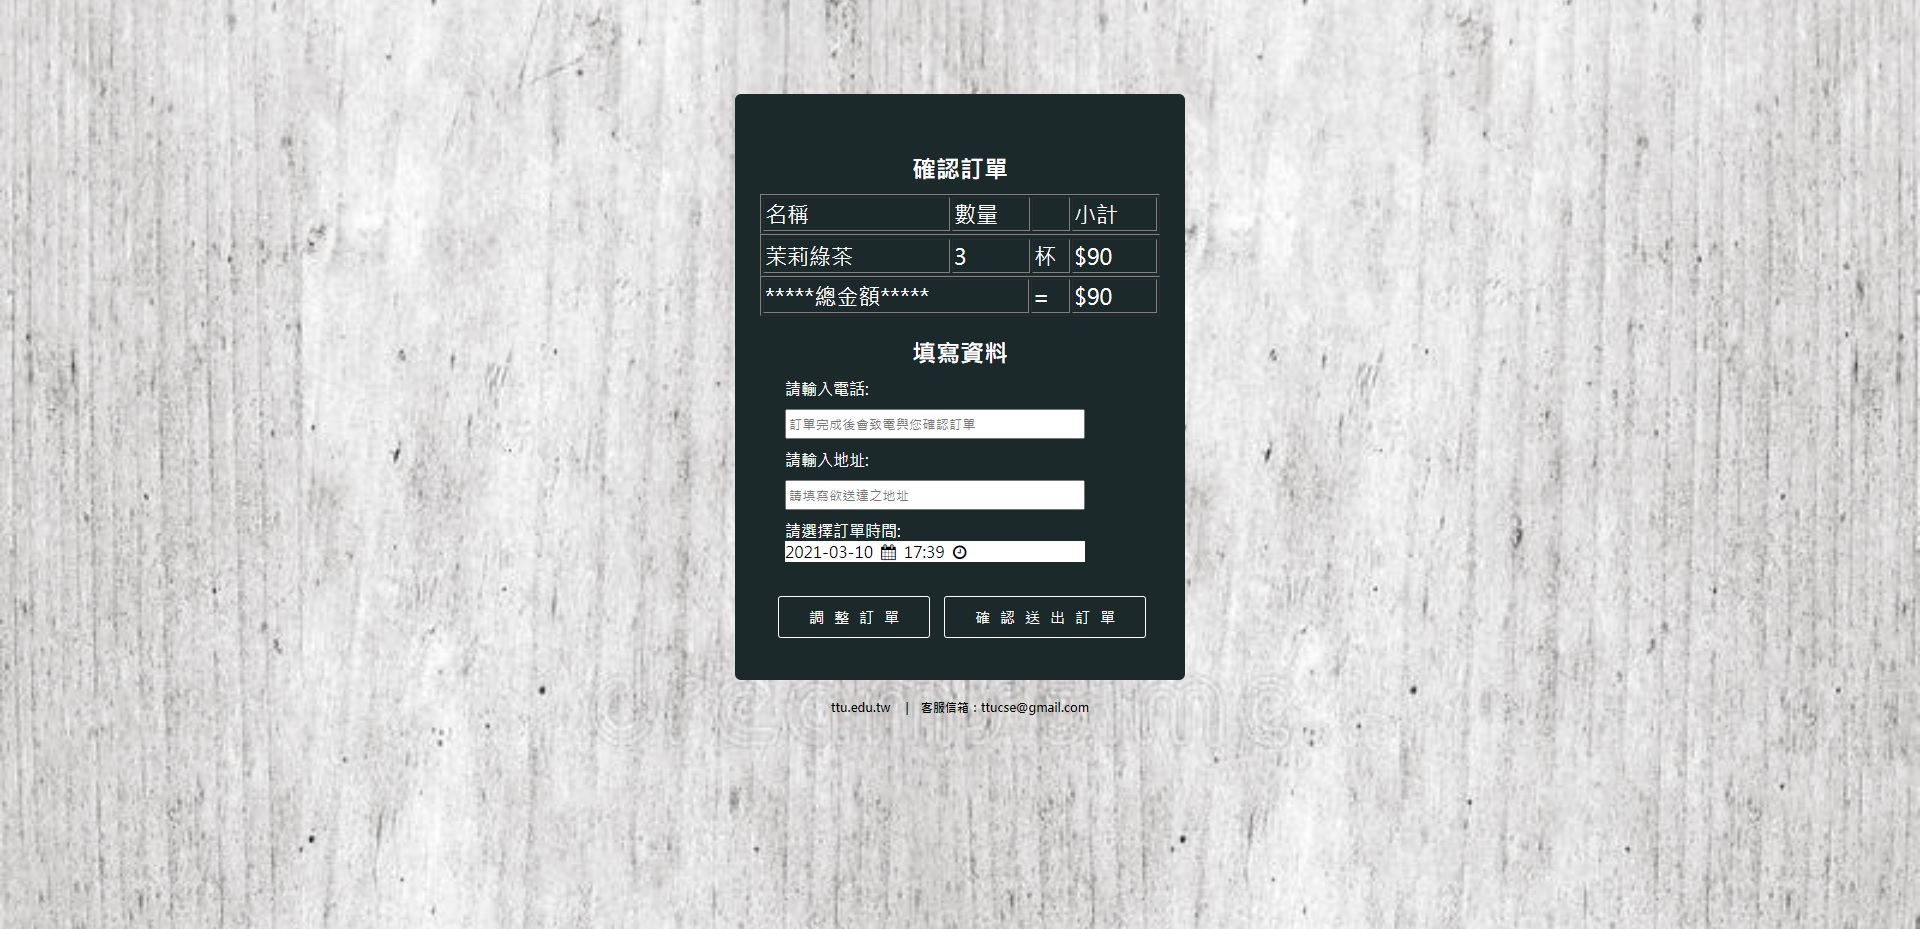 確認訂單
名稱 數量 小計
茉莉綠茶 3 杯 $90
*****總金額***** = $90
填寫資料
請輸入電話:
訂單完成後會致電與您確認訂單
請輸入地址:
請填寫欲送達之地址
請選擇訂單時間:
2021-03-10 17:39
調整訂單 確認送出訂單
ttu.edu.tw | 客服信箱：ttucse@gmail.com